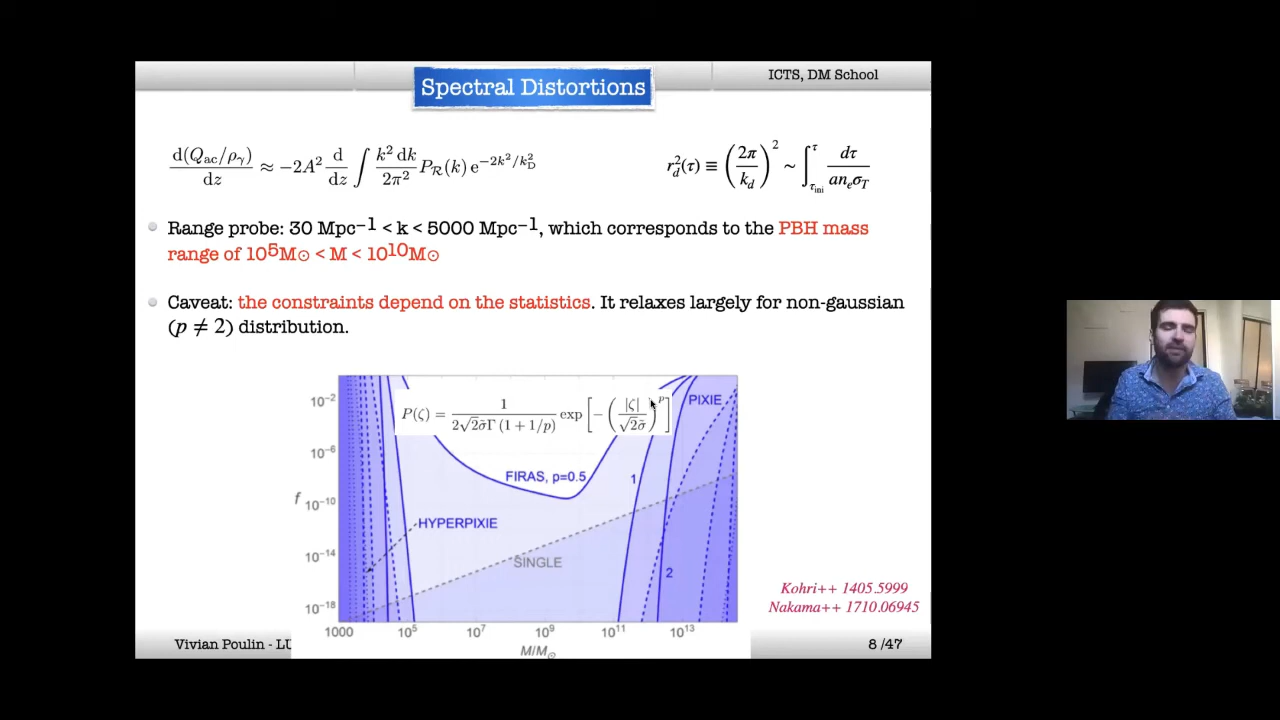 Spectral Distortions
ICTS, DM School
d(Q_ac/ρ_γ)/dz ≈ −2A² d/dz ∫ k² dk/2π² P_R(k) e^(−2k²/k_D²)
r_d²(τ) ≡ (2π/k_d)² ~ ∫_{τ_ini}^{τ} dτ/(a n_e σ_T)
Range probe: 30 Mpc⁻¹ < k < 5000 Mpc⁻¹, which corresponds to the PBH mass
range of 10⁵M⊙ < M < 10¹⁰M⊙
Caveat: the constraints depend on the statistics. It relaxes largely for non-gaussian
(p ≠ 2) distribution.
P(ζ) = 1/(2√2σ̃Γ(1 + 1/p)) exp[−(|ζ|/(√2σ̃))^p]
PIXIE
FIRAS, p=0.5
1
HYPERPIXIE
SINGLE
2
f
10⁻²
10⁻⁶
10⁻¹⁰
10⁻¹⁴
10⁻¹⁸
1000 10⁵ 10⁷ 10⁹ 10¹¹ 10¹³
M/M⊙
Kohri++ 1405.5999
Nakama++ 1710.06945
Vivian Poulin - LU
8 /47